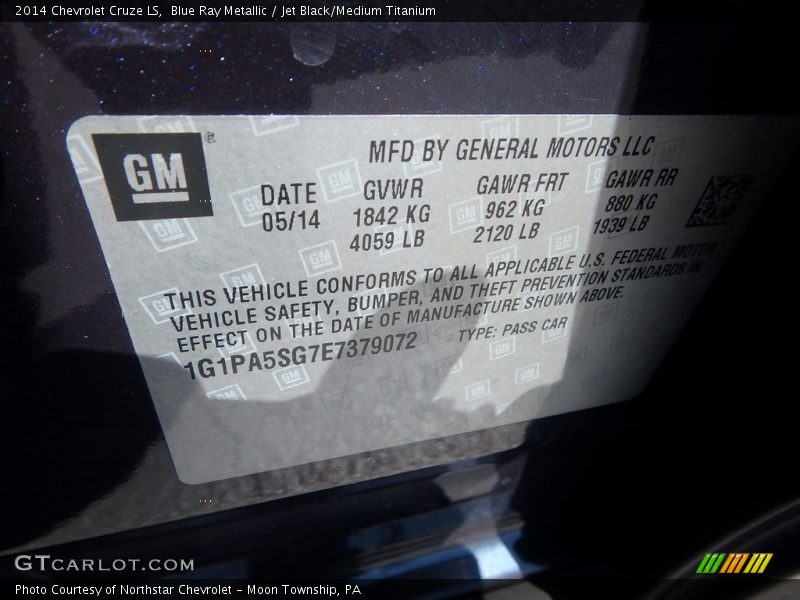 2014 Chevrolet Cruze LS, Blue Ray Metallic / Jet Black/Medium Titanium
GM®
MFD BY GENERAL MOTORS LLC
DATE GVWR GAWR FRT GAWR RR
05/14 1842 KG 962 KG 880 KG
4059 LB 2120 LB 1939 LB
THIS VEHICLE CONFORMS TO ALL APPLICABLE U.S. FEDERAL MOTOR
VEHICLE SAFETY, BUMPER, AND THEFT PREVENTION STANDARDS IN
EFFECT ON THE DATE OF MANUFACTURE SHOWN ABOVE.
1G1PA5SG7E7379072 TYPE: PASS CAR
GTCARLOT.COM
Photo Courtesy of Northstar Chevrolet - Moon Township, PA